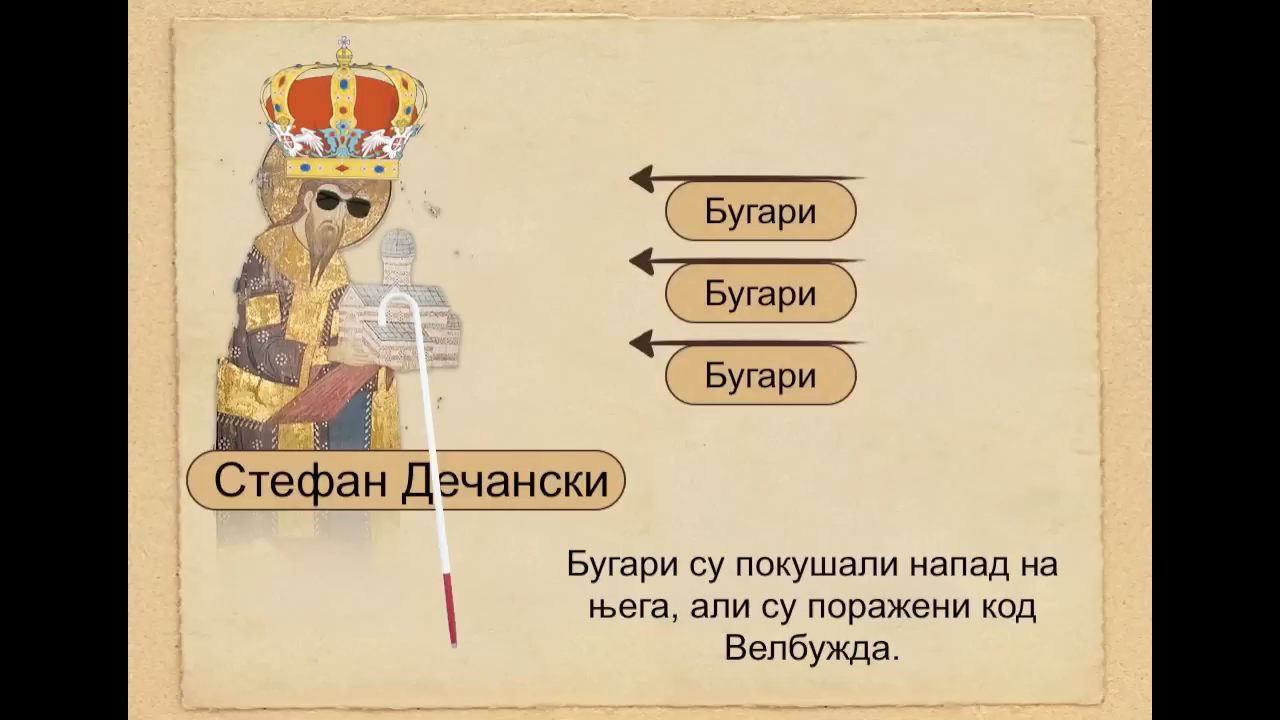 Бугари
Бугари
Бугари
Стефан Дечански
Бугари су покушали напад на
њега, али су поражени код
Велбужда.